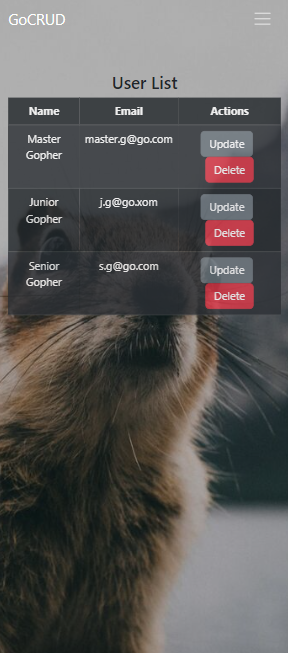 GoCRUD
User List
Name Email Actions
Master Gopher master.g@go.com Update Delete
Junior Gopher j.g@go.xom Update Delete
Senior Gopher s.g@go.com Update Delete